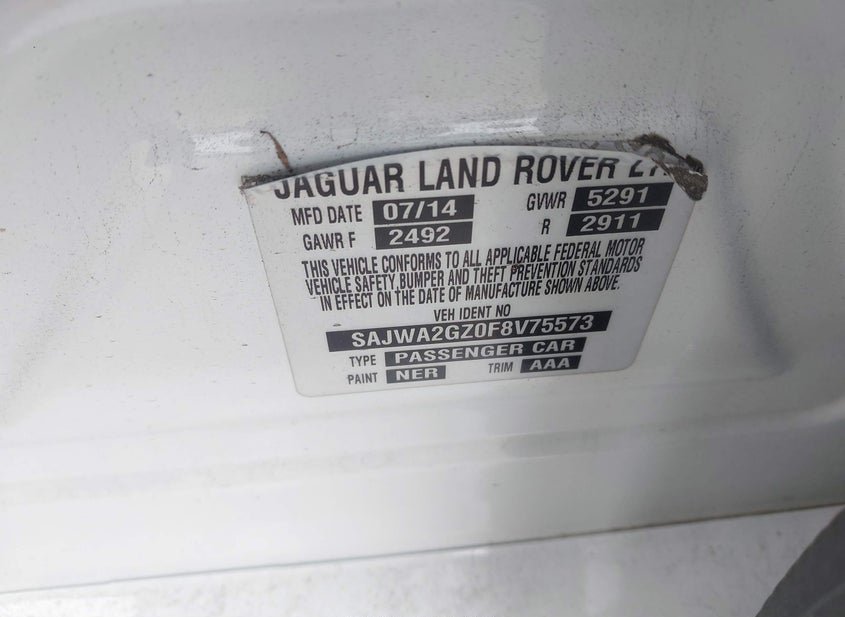 JAGUAR LAND ROVER
MFD DATE 07/14 GVWR 5291
GAWR F 2492 R 2911
THIS VEHICLE CONFORMS TO ALL APPLICABLE FEDERAL MOTOR
VEHICLE SAFETY, BUMPER AND THEFT PREVENTION STANDARDS
IN EFFECT ON THE DATE OF MANUFACTURE SHOWN ABOVE.
VEH IDENT NO
SAJWA2GZ0F8V75573
TYPE PASSENGER CAR
PAINT NER TRIM AAA